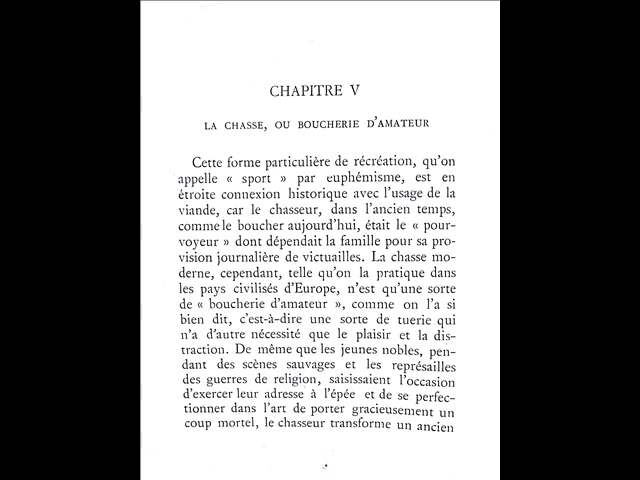 CHAPITRE V
LA CHASSE, OU BOUCHERIE D'AMATEUR
Cette forme particulière de récréation, qu'on
appelle « sport » par euphémisme, est en
étroite connexion historique avec l'usage de la
viande, car le chasseur, dans l'ancien temps,
comme le boucher aujourd'hui, était le « pour-
voyeur » dont dépendait la famille pour sa pro-
vision journalière de victuailles. La chasse mo-
derne, cependant, telle qu'on la pratique dans
les pays civilisés d'Europe, n'est qu'une sorte
de « boucherie d'amateur », comme on l'a si
bien dit, c'est-à-dire une sorte de tuerie qui
n'a d'autre nécessité que le plaisir et la dis-
traction. De même que les jeunes nobles, pen-
dant des scènes sauvages et les représailles
des guerres de religion, saisissaient l'occasion
d'exercer leur adresse à l'épée et de se perfec-
tionner dans l'art de porter gracieusement un
coup mortel, le chasseur transforme un ancien